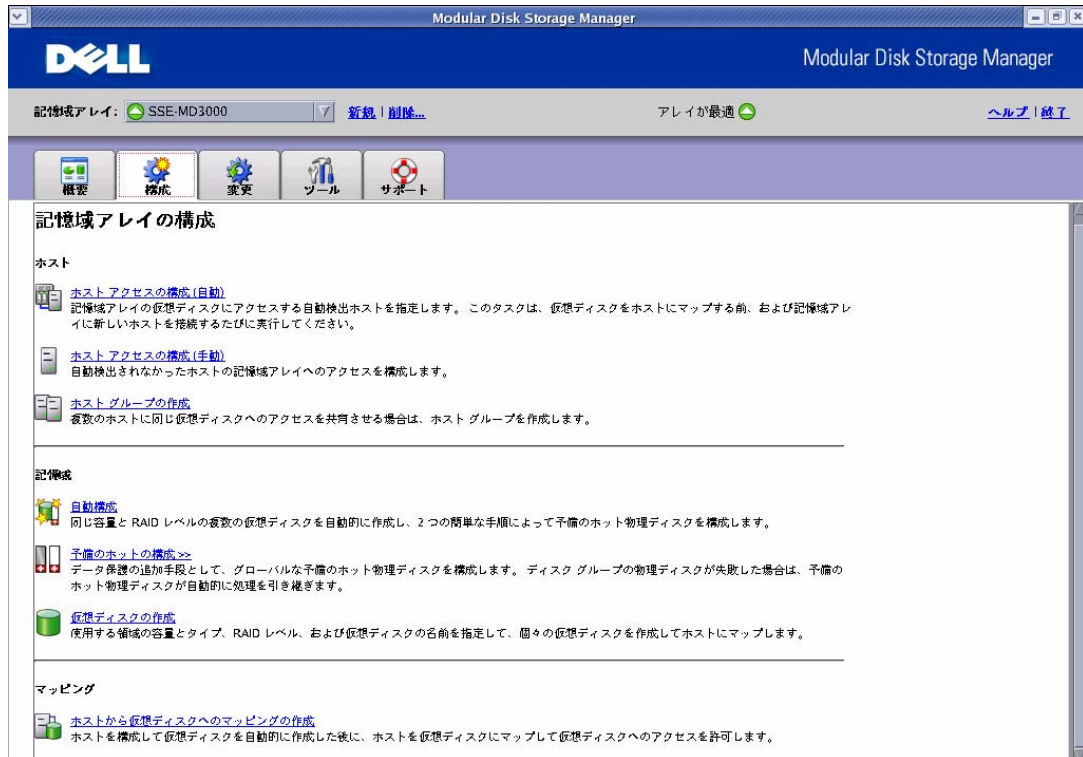 Modular Disk Storage Manager
DELL
Modular Disk Storage Manager
記憶域アレイ: SSE-MD3000 新規 | 削除... アレイが最適 ヘルプ | 終了
概要 構成 変更 ツール サポート
記憶域アレイの構成
ホスト
ホスト アクセスの構成(自動)
記憶域アレイの仮想ディスクにアクセスする自動検出ホストを指定します。 このタスクは、仮想ディスクをホストにマップする前、および記憶域アレ
イに新しいホストを接続するたびに実行してください。
ホスト アクセスの構成(手動)
自動検出されなかったホストの記憶域アレイへのアクセスを構成します。
ホスト グループの作成
複数のホストに同じ仮想ディスクへのアクセスを共有させる場合は、ホスト グループを作成します。
記憶域
自動構成
同じ容量と RAID レベルの複数の仮想ディスクを自動的に作成し、2 つの簡単な手順によって予備のホット物理ディスクを構成します。
予備のホットの構成 >>
データ保護の追加手段として、グローバルな予備のホット物理ディスクを構成します。 ディスク グループの物理ディスクが失敗した場合は、予備の
ホット物理ディスクが自動的に処理を引き継ぎます。
仮想ディスクの作成
使用する領域の容量とタイプ、RAID レベル、および仮想ディスクの名前を指定して、個々の仮想ディスクを作成してホストにマップします。
マッピング
ホストから仮想ディスクへのマッピングの作成
ホストを構成して仮想ディスクを自動的に作成した後に、ホストを仮想ディスクにマップして仮想ディスクへのアクセスを許可します。